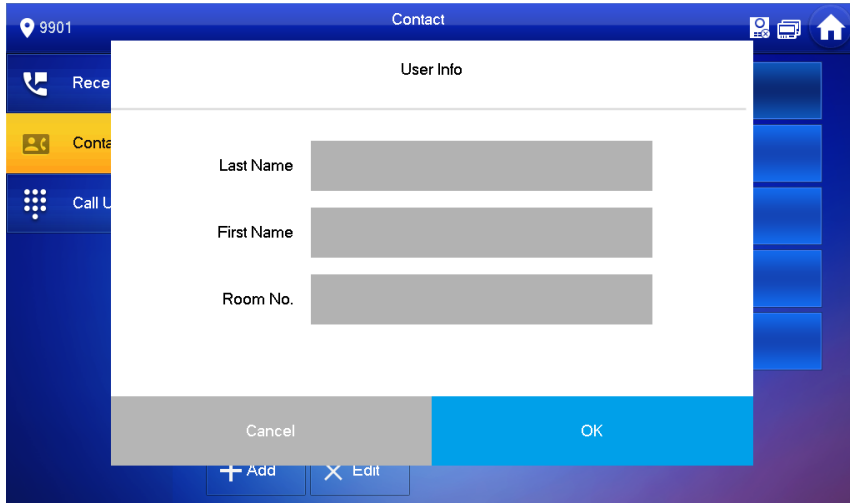 9901
Contact
Rece
Conta
Call U
User Info
Last Name
First Name
Room No.
Cancel
OK
Add
Edit